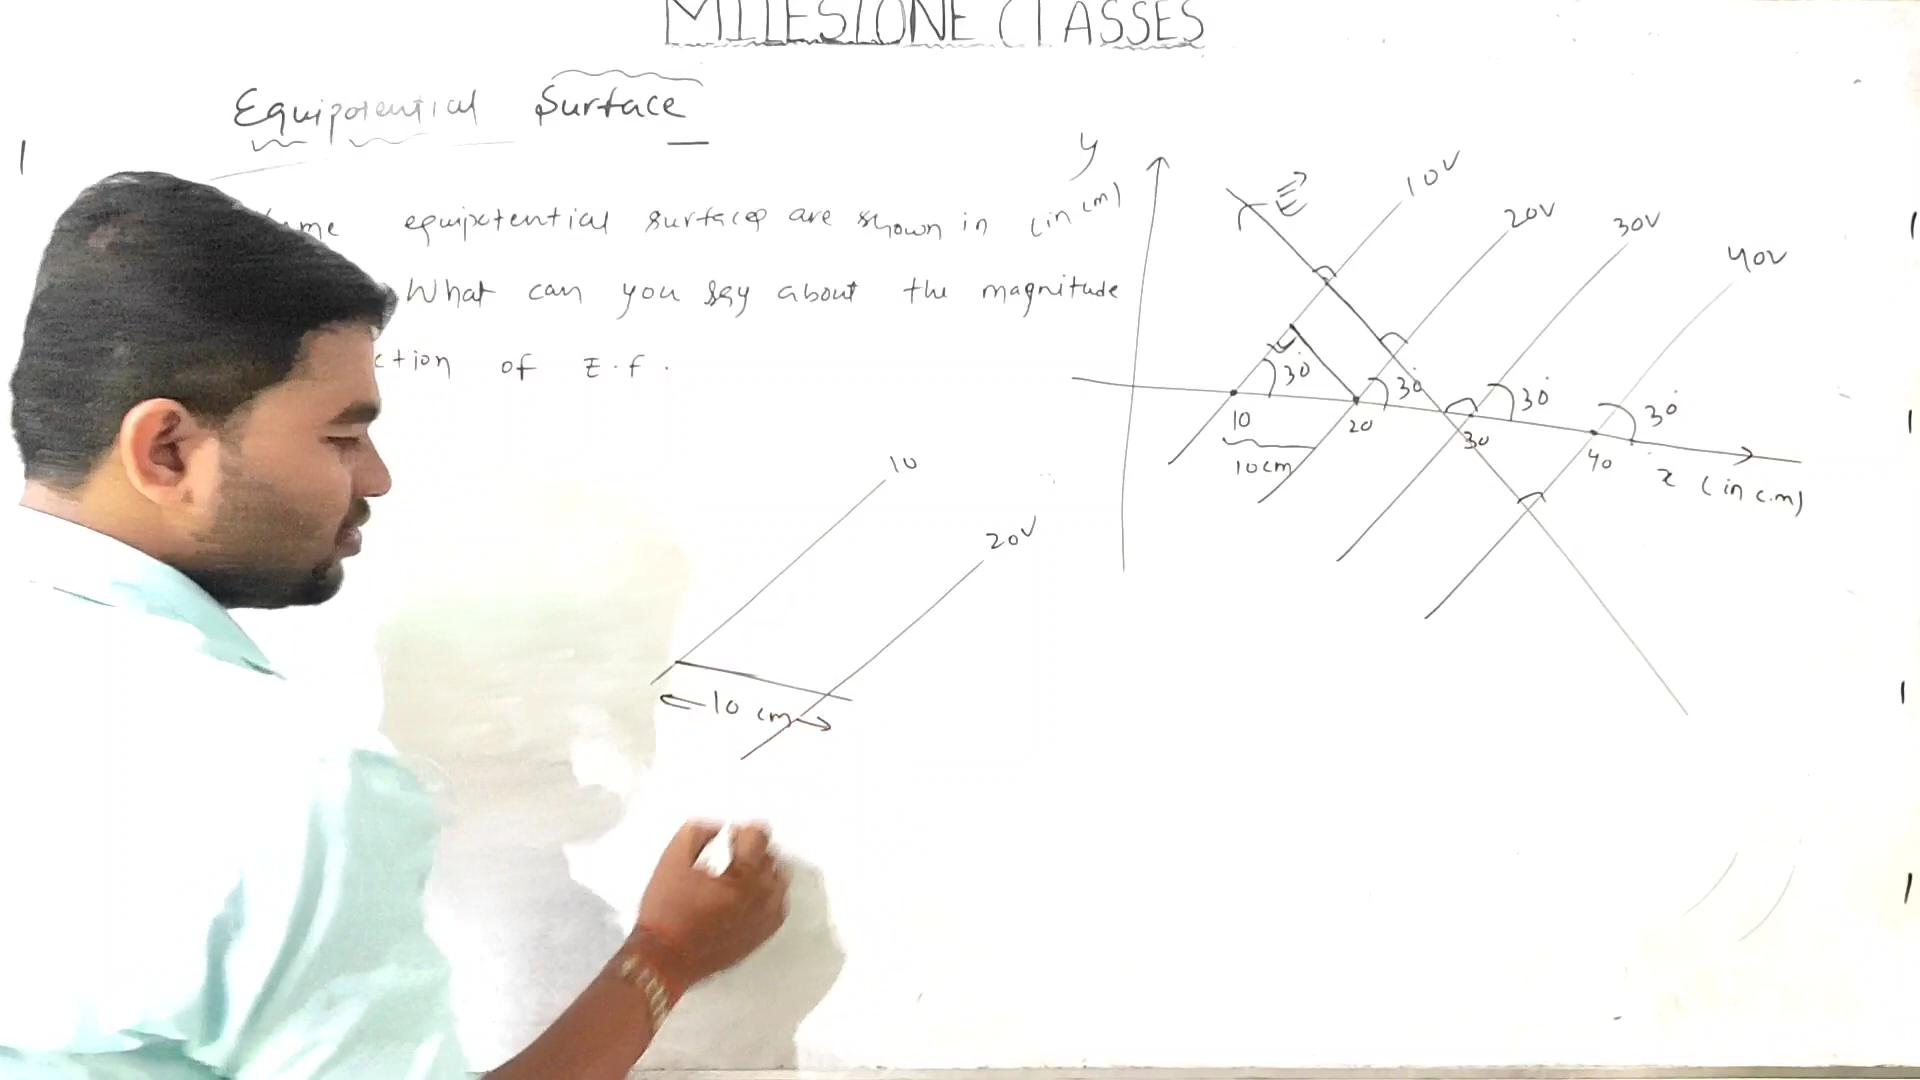 MILESTONE CLASSES
Equipotential Surface
equipotential surfaces are shown in
What can you say about the magnitude
ction of E.f.
y
(in cm)
E
10V
20V
30V
40V
30°
30°
30°
30°
10
20
30
40
10cm
x (in c.m)
10
20V
10 cm